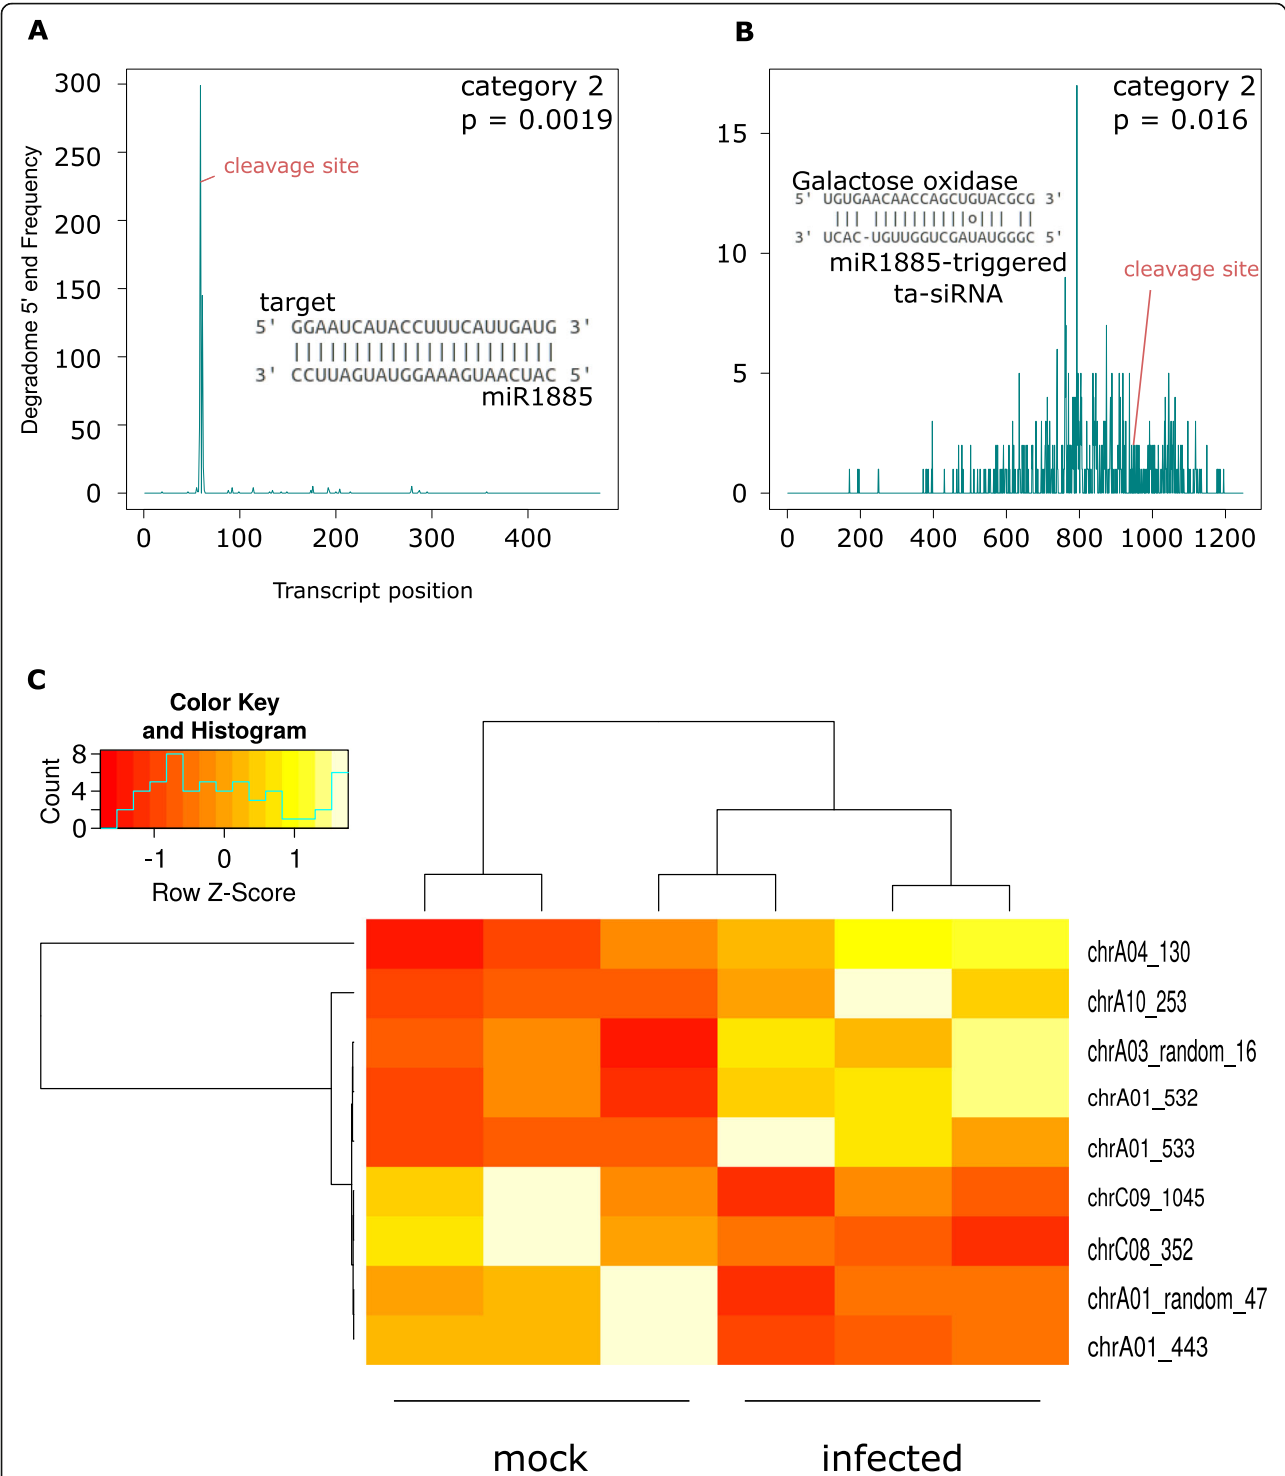 A
300
250
200
150
100
50
0
Degradome 5' end Frequency
category 2
p = 0.0019
cleavage site
target
5' GGAAUCAUACCUUUCAUUGAUG 3'
||||||||||||||||||||||
3' CCUUAGUAUGGAAAGUAACUAC 5'
miR1885
0 100 200 300 400
Transcript position
B
15
10
5
0
category 2
p = 0.016
Galactose oxidase
5' UGUGAACAACCAGCUGUACGCG 3'
||| ||||||||||o||| ||
3' UCAC-UGUUGGUCGAUAUGGGC 5'
miR1885-triggered
ta-siRNA
cleavage site
0 200 400 600 800 1000 1200
C
Color Key
and Histogram
Count
8
4
0
-1 0 1
Row Z-Score
chrA04_130
chrA10_253
chrA03_random_16
chrA01_532
chrA01_533
chrC09_1045
chrC08_352
chrA01_random_47
chrA01_443
mock infected